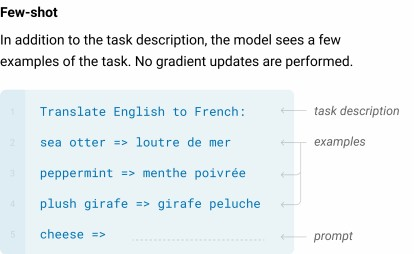 Few-shot
In addition to the task description, the model sees a few
examples of the task. No gradient updates are performed.
1 Translate English to French: task description
2 sea otter => loutre de mer examples
3 peppermint => menthe poivrée
4 plush girafe => girafe peluche
5 cheese => prompt